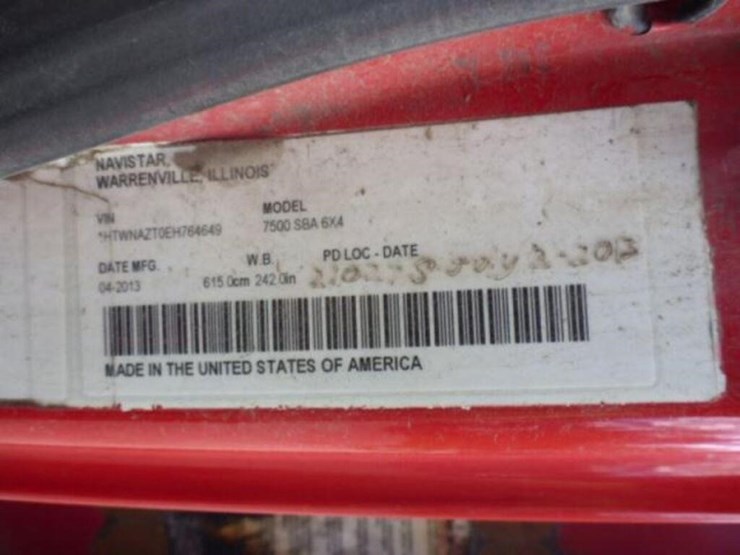 NAVISTAR,
WARRENVILLE, ILLINOIS
VIN MODEL
*HTWNAZT0EH764649 7500 SBA 6X4
DATE MFG. W.B. PD LOC - DATE
04-2013 615.0cm 242.0in
MADE IN THE UNITED STATES OF AMERICA